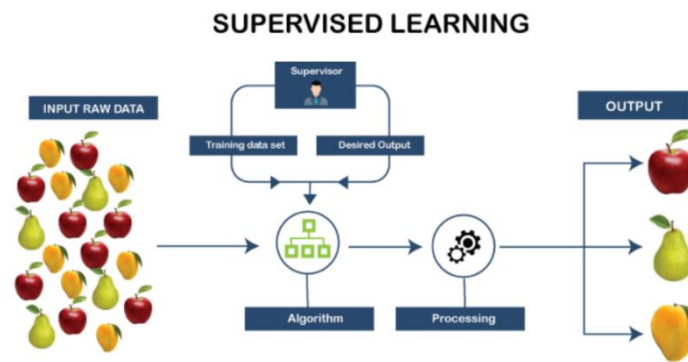 SUPERVISED LEARNING
Supervisor
INPUT RAW DATA
OUTPUT
Training data set
Desired Output
Algorithm
Processing